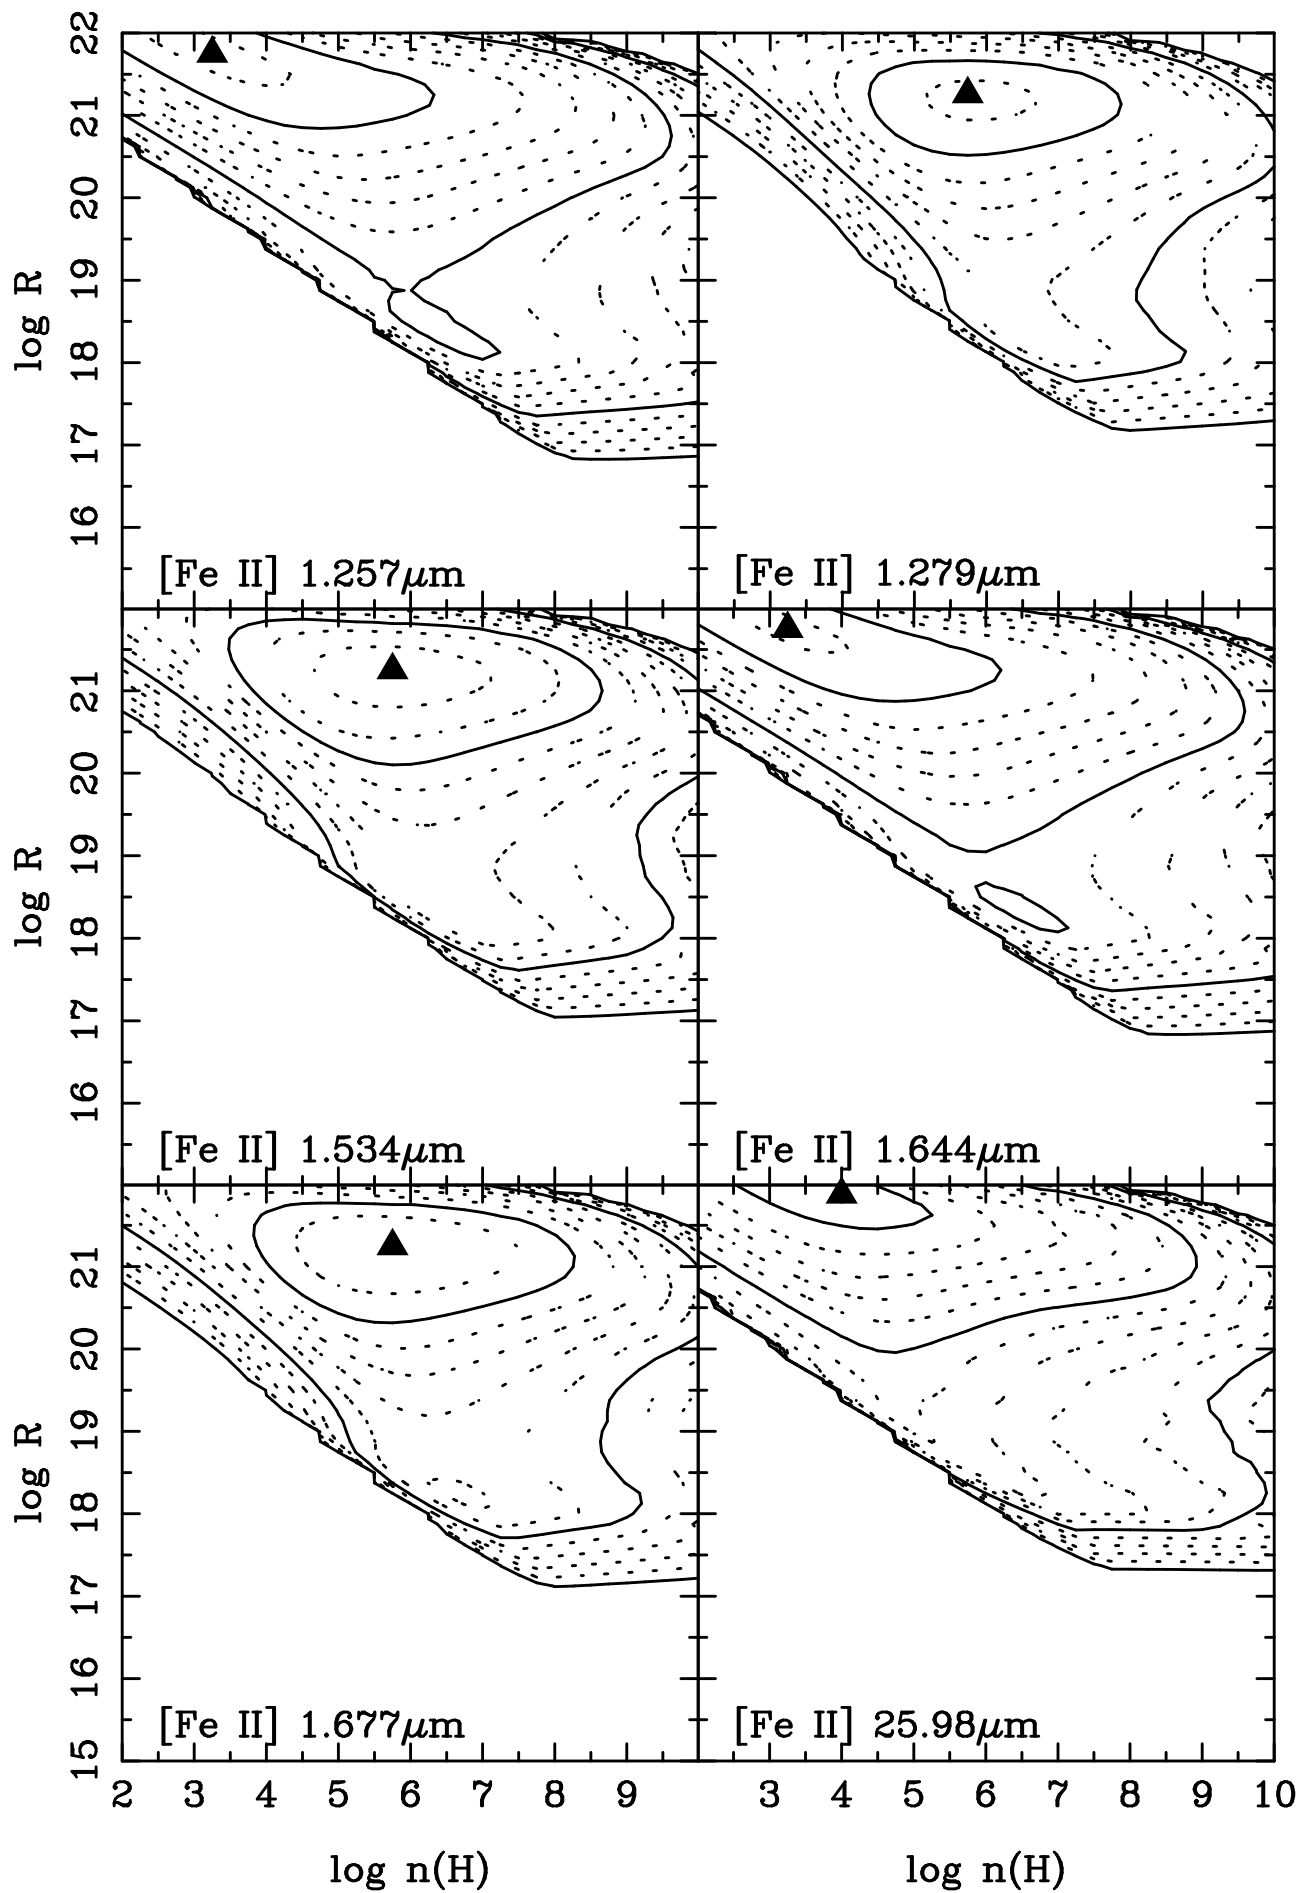 22
21
20
19
18
17
16
log R
[Fe II] 1.257μm
[Fe II] 1.279μm
21
20
19
18
17
16
log R
[Fe II] 1.534μm
[Fe II] 1.644μm
21
20
19
18
17
16
15
log R
[Fe II] 1.677μm
[Fe II] 25.98μm
2 3 4 5 6 7 8 9
3 4 5 6 7 8 9 10
log n(H)
log n(H)